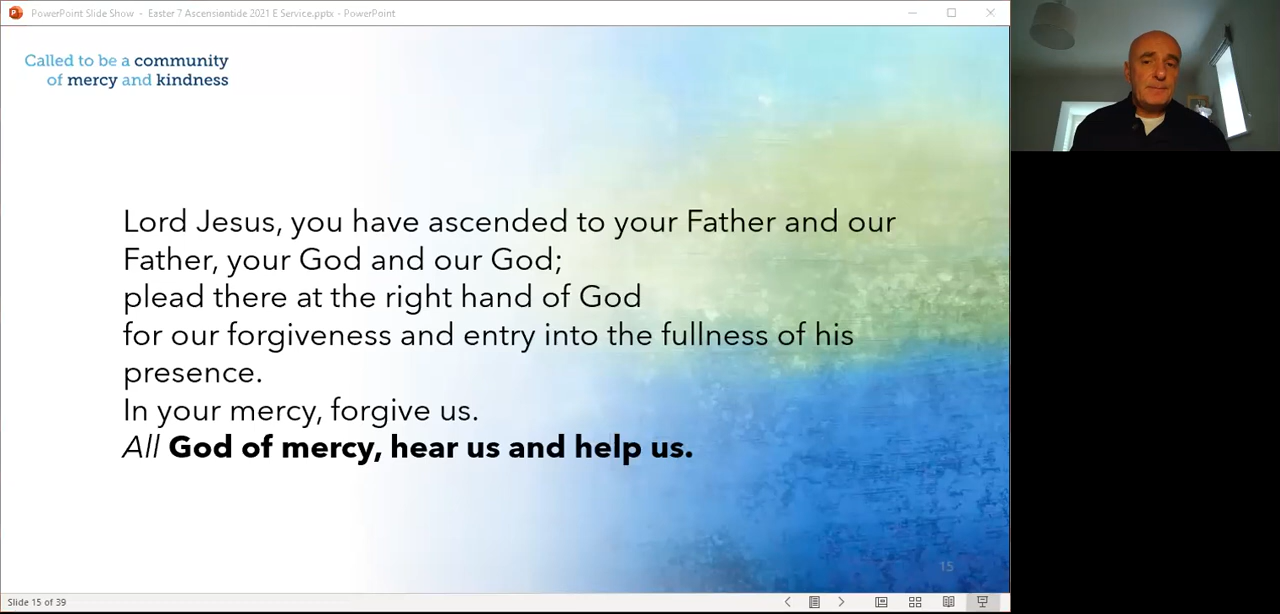 PowerPoint Slide Show - Easter 7 Ascensiantide 2021 E Service.pptx - PowerPoint
Called to be a community
of mercy and kindness
Lord Jesus, you have ascended to your Father and our
Father, your God and our God;
plead there at the right hand of God
for our forgiveness and entry into the fullness of his
presence.
In your mercy, forgive us.
All God of mercy, hear us and help us.
15
Slide 15 of 39